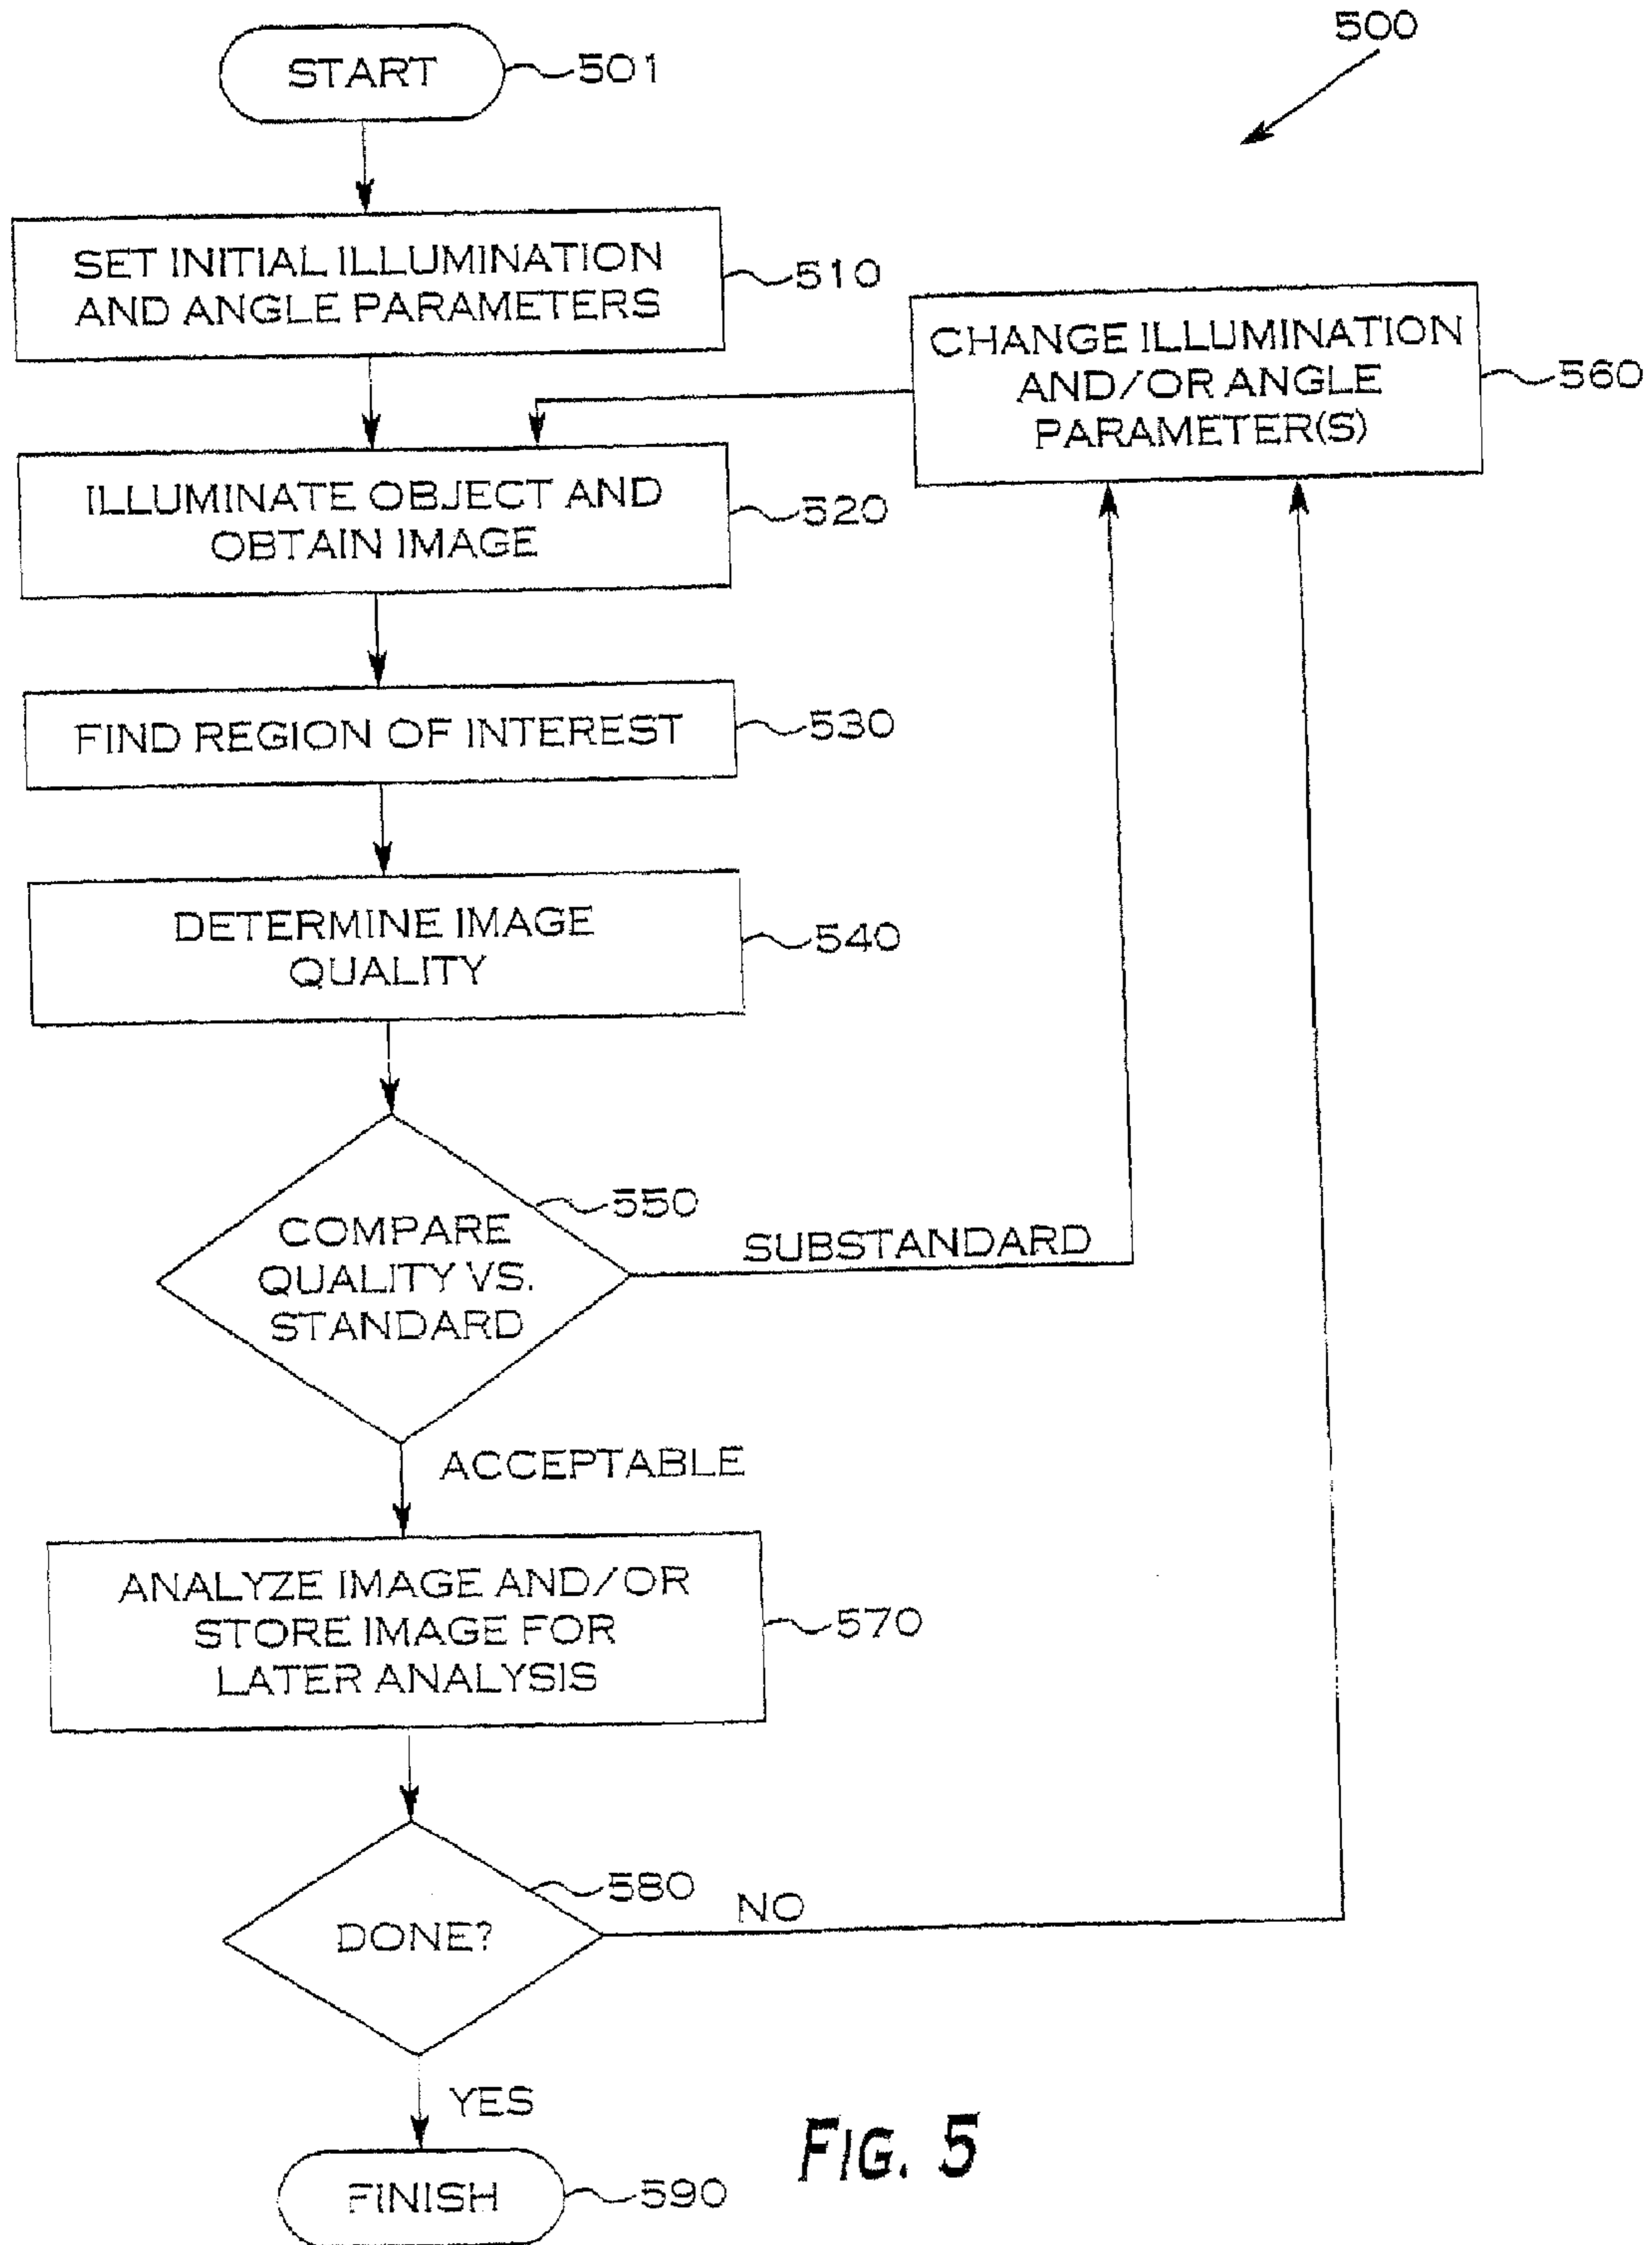 500
START
501
SET INITIAL ILLUMINATION
AND ANGLE PARAMETERS
510
CHANGE ILLUMINATION
AND/OR ANGLE
PARAMETER(S)
560
ILLUMINATE OBJECT AND
OBTAIN IMAGE
520
FIND REGION OF INTEREST
530
DETERMINE IMAGE
QUALITY
540
COMPARE
QUALITY VS.
STANDARD
550
SUBSTANDARD
ACCEPTABLE
ANALYZE IMAGE AND/OR
STORE IMAGE FOR
LATER ANALYSIS
570
DONE?
580
NO
YES
FINISH
590
FIG. 5